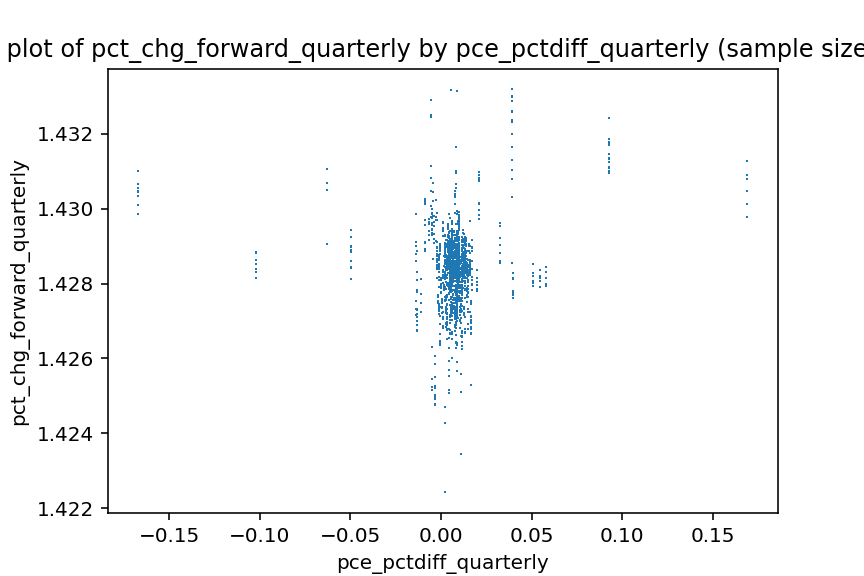 plot of pct_chg_forward_quarterly by pce_pctdiff_quarterly (sample size
1.432
1.430
1.428
1.426
1.424
1.422
pct_chg_forward_quarterly
−0.15 −0.10 −0.05 0.00 0.05 0.10 0.15
pce_pctdiff_quarterly